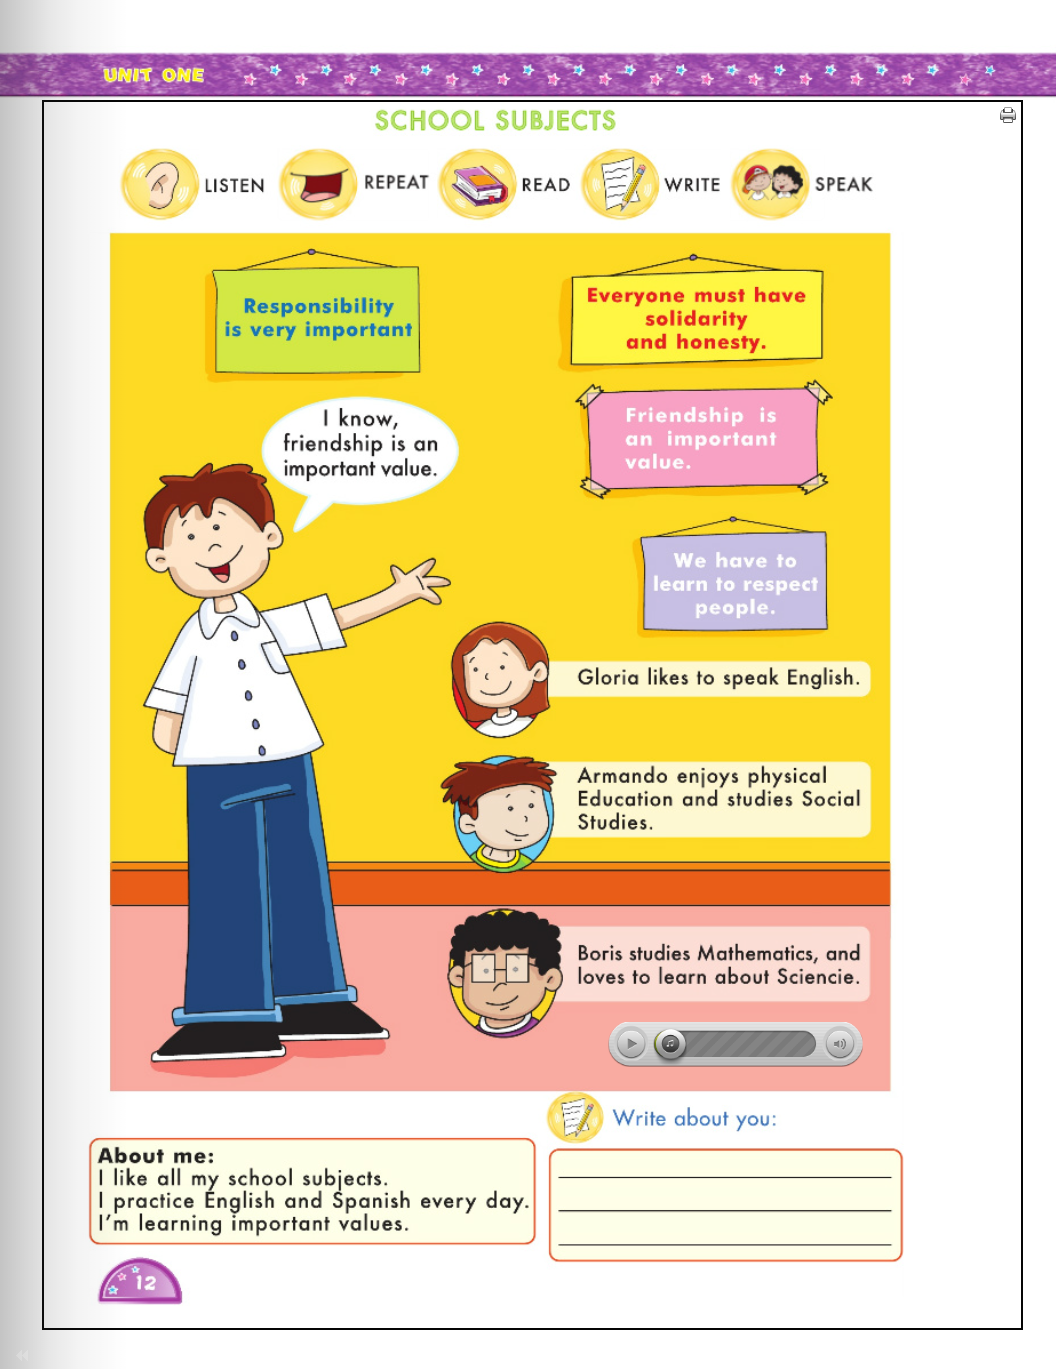 UNIT ONE
SCHOOL SUBJECTS
LISTEN
REPEAT
READ
WRITE
SPEAK
Responsibility
is very important
Everyone must have
solidarity
and honesty.
Friendship is
an important
value.
I know,
friendship is an
important value.
We have to
learn to respect
people.
Gloria likes to speak English.
Armando enjoys physical
Education and studies Social
Studies.
Boris studies Mathematics, and
loves to learn about Sciencie.
Write about you:
About me:
I like all my school subjects.
I practice English and Spanish every day.
I'm learning important values.
12